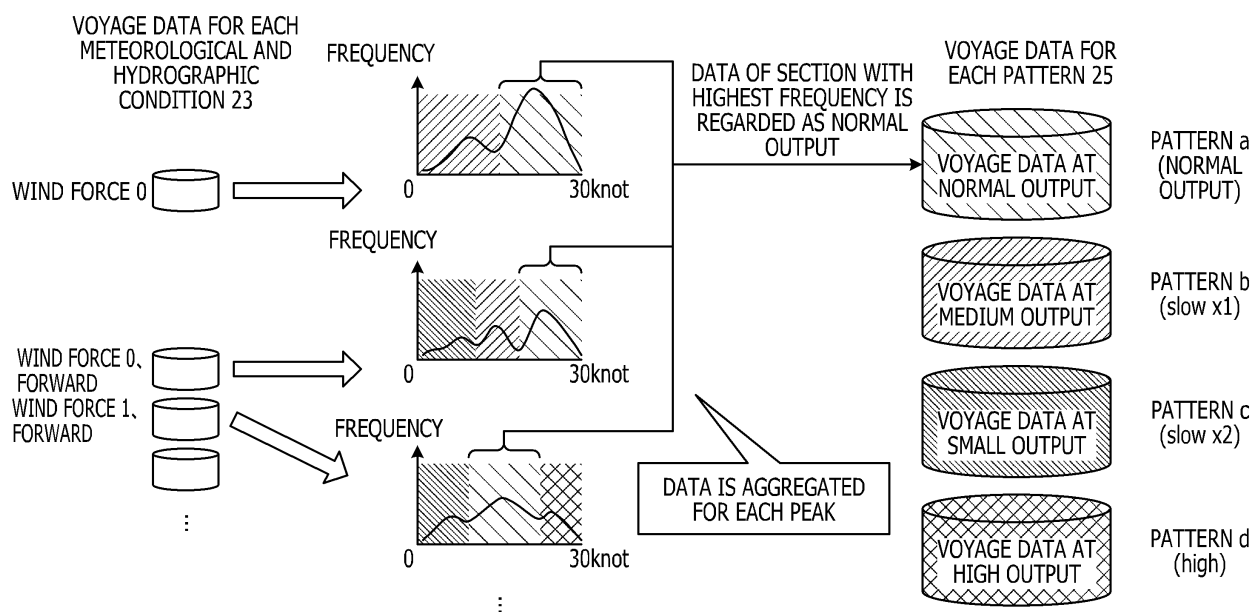 VOYAGE DATA FOR EACH
METEOROLOGICAL AND
HYDROGRAPHIC
CONDITION 23
WIND FORCE 0
WIND FORCE 0、
FORWARD
WIND FORCE 1、
FORWARD
⋮
FREQUENCY
0
30knot
FREQUENCY
0
30knot
FREQUENCY
0
30knot
⋮
DATA OF SECTION WITH
HIGHEST FREQUENCY IS
REGARDED AS NORMAL
OUTPUT
DATA IS AGGREGATED
FOR EACH PEAK
VOYAGE DATA FOR
EACH PATTERN 25
VOYAGE DATA AT
NORMAL OUTPUT
PATTERN a
(NORMAL
OUTPUT)
VOYAGE DATA AT
MEDIUM OUTPUT
PATTERN b
(slow x1)
VOYAGE DATA AT
SMALL OUTPUT
PATTERN c
(slow x2)
VOYAGE DATA AT
HIGH OUTPUT
PATTERN d
(high)